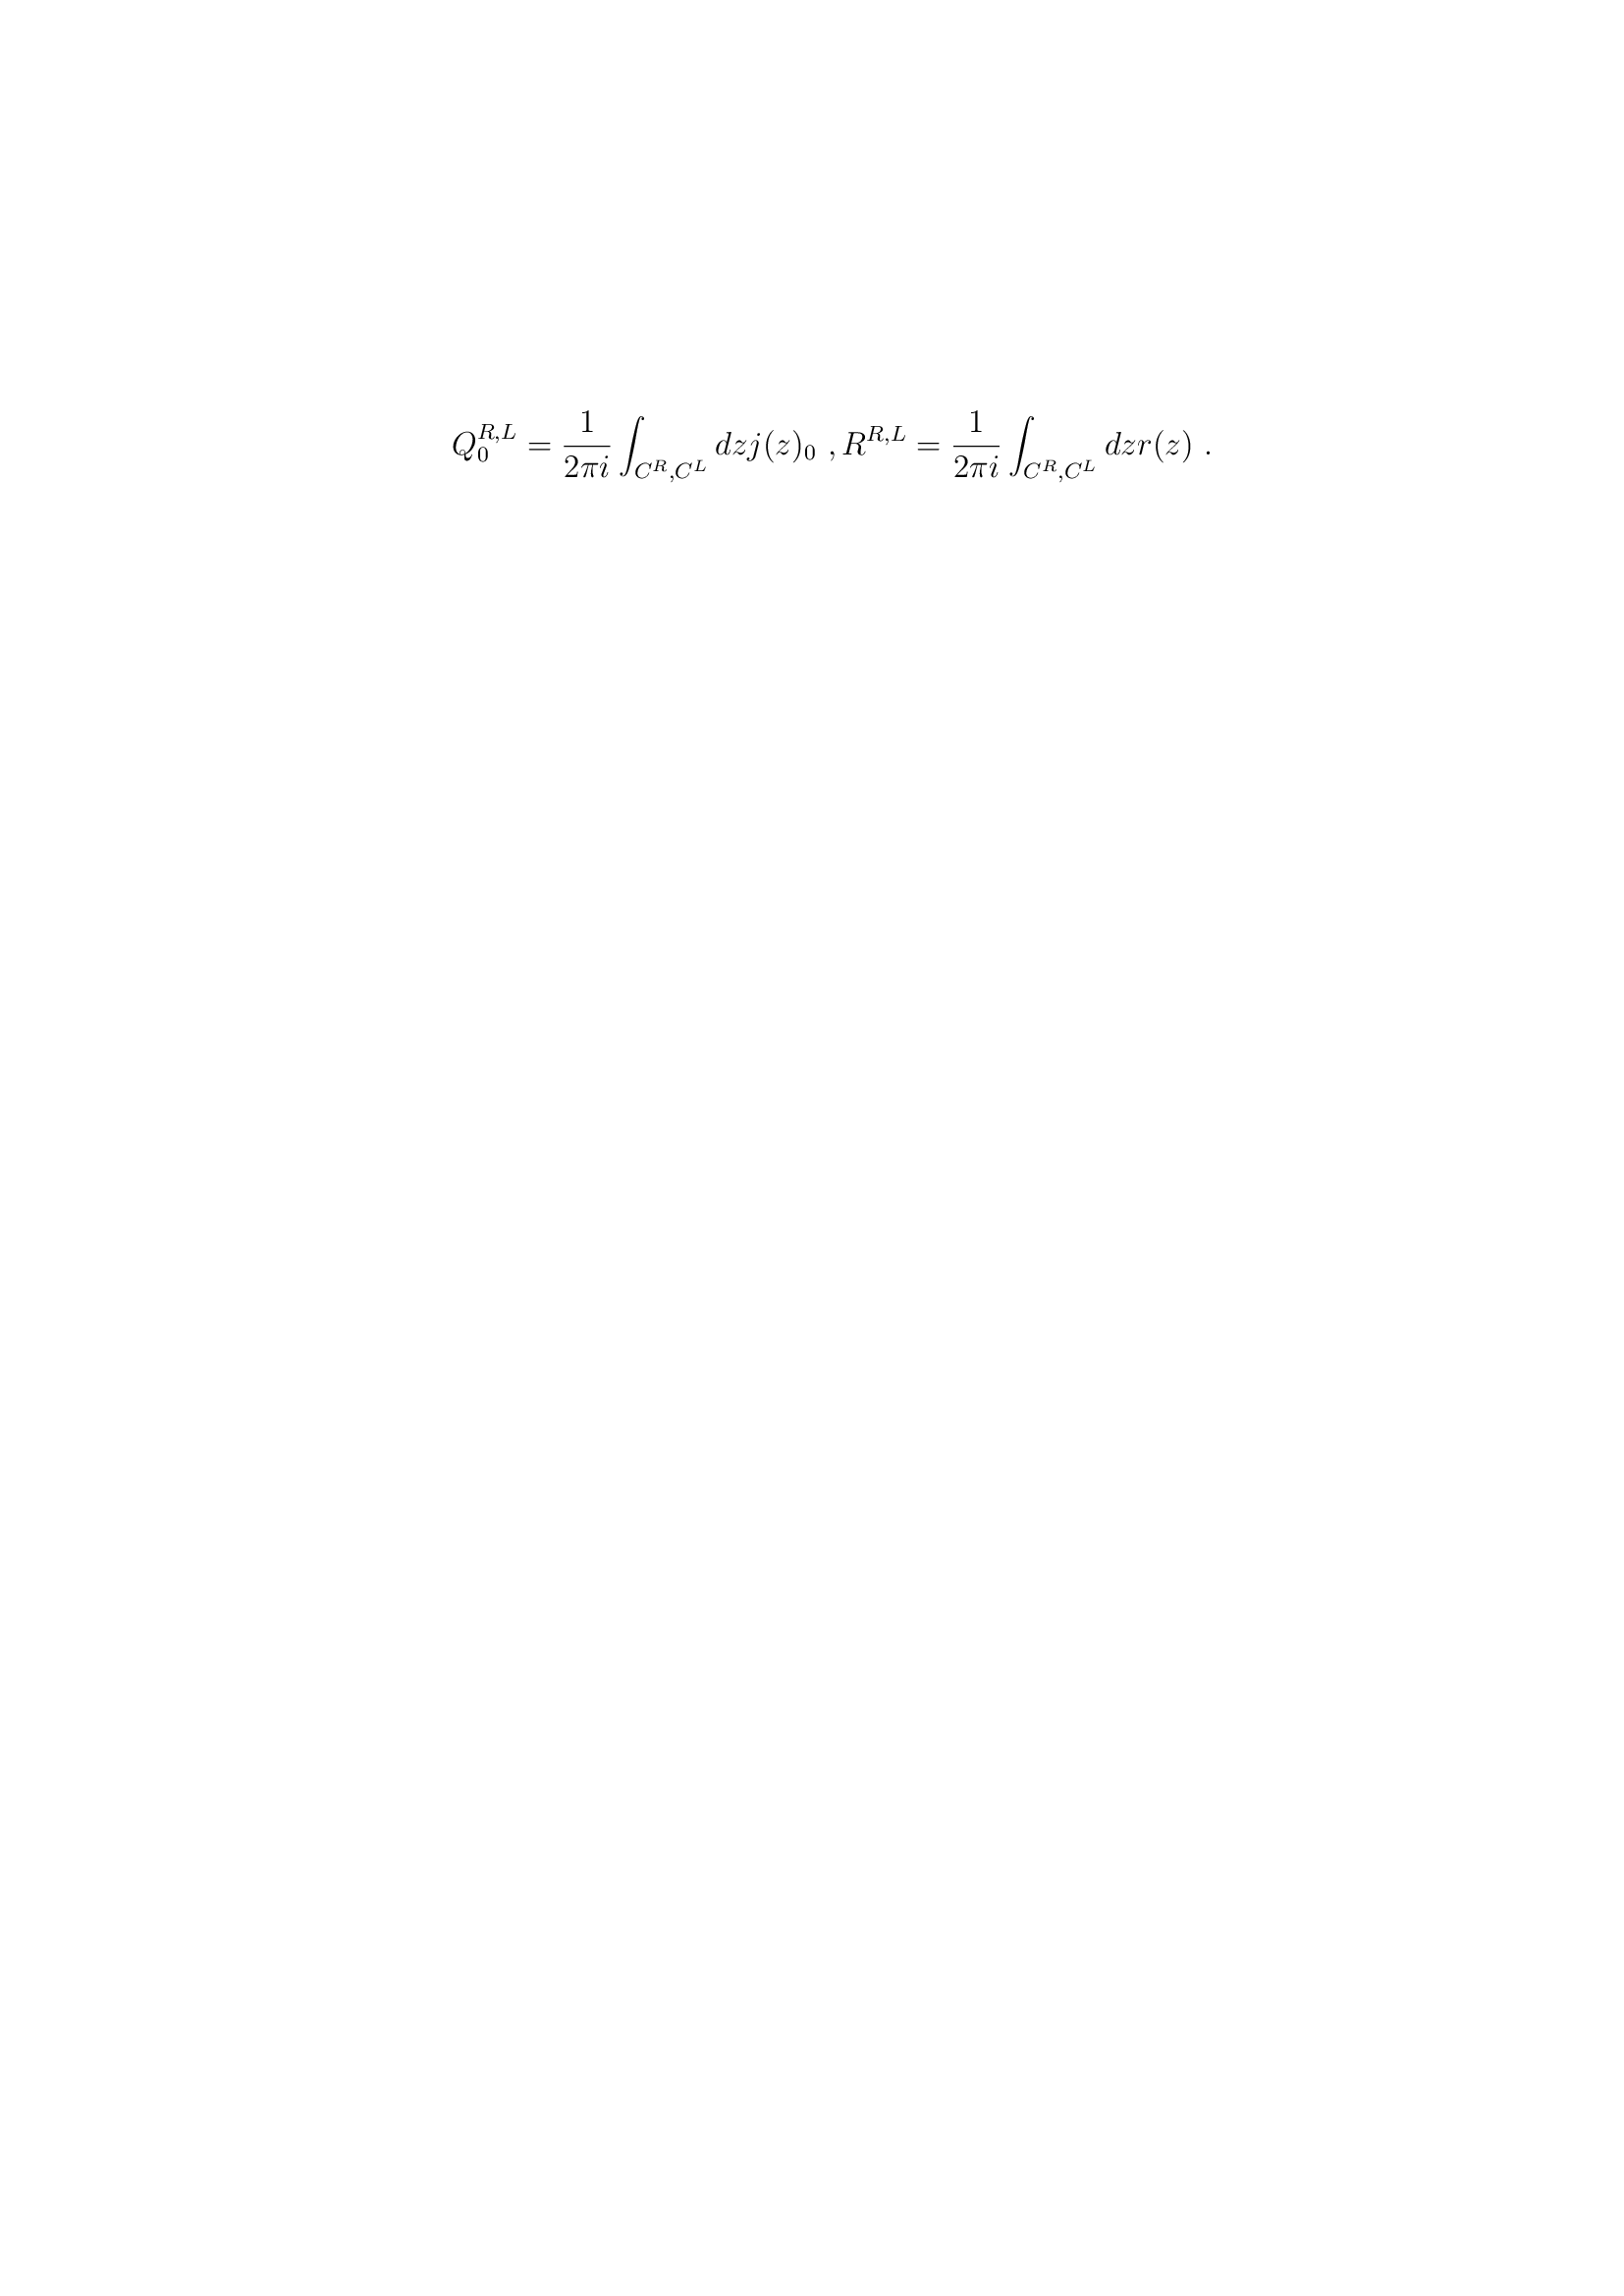 $Q_0^{R,L} = \frac{1}{2\pi i} \int_{C^R, C^L} dz j(z)_0 \ , R^{R,L} = \frac{1}{2\pi i} \int_{C^R, C^L} dz r(z) \ .$